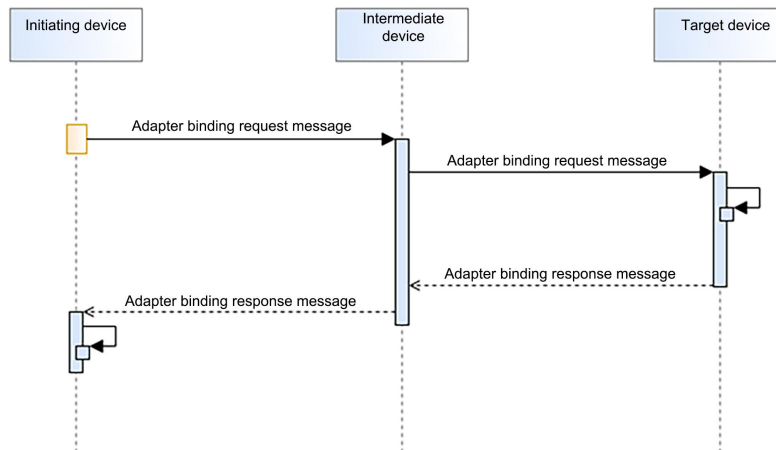 Initiating device
Intermediate
device
Target device
Adapter binding request message
Adapter binding request message
Adapter binding response message
Adapter binding response message